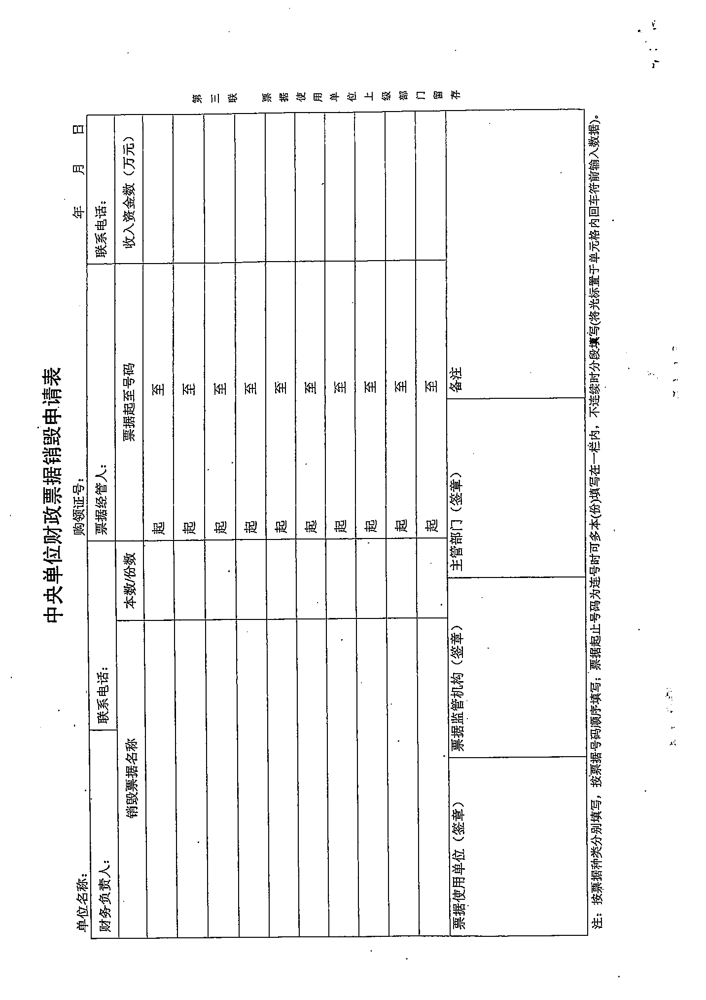 中央单位财政票据销毁申请表
单位名称： 购领证号： 年 月 日
财务负责人： 联系电话： 票据经管人： 联系电话：
销毁票据名称 本数/份数 票据起至号码 收入资金数（万元）
起 至
起 至
起 至
起 至
起 至
起 至
起 至
起 至
起 至
起 至
票据使用单位（签章） 票据监管机构（签章） 主管部门（签章） 备注
注：按票据种类分别填写，按票据号码顺序填写；票据起止号码为连号时可多本(份)填写在一栏内，不连续时分段填写(将光标置于单元格内回车符前输入数据)。
第三联 票据使用单位上级部门留存